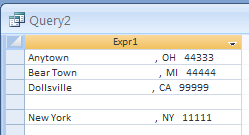 Query2
Expr1
Anytown , OH 44333
Bear Town , MI 44444
Dollsville , CA 99999
New York , NY 11111